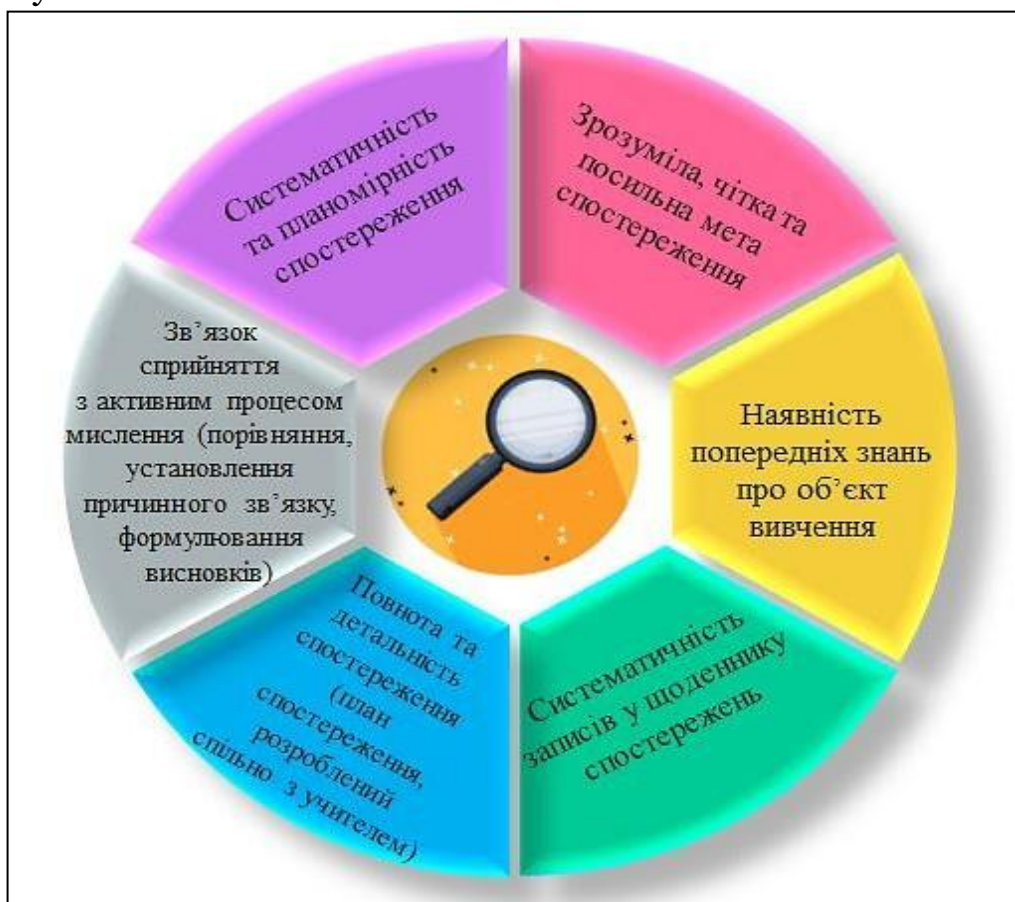 Систематичність
та планомірність
спостереження
Зрозуміла, чітка та
посильна мета
спостереження
Наявність
попередніх знань
про об’єкт
вивчення
Систематичність
записів у щоденнику
спостережень
Повнота та
детальність
спостереження
(план
спостереження,
розроблений
спільно з учителем)
Зв’язок
сприйняття
з активним процесом
мислення (порівняння,
установлення
причинного зв’язку,
формулювання
висновків)